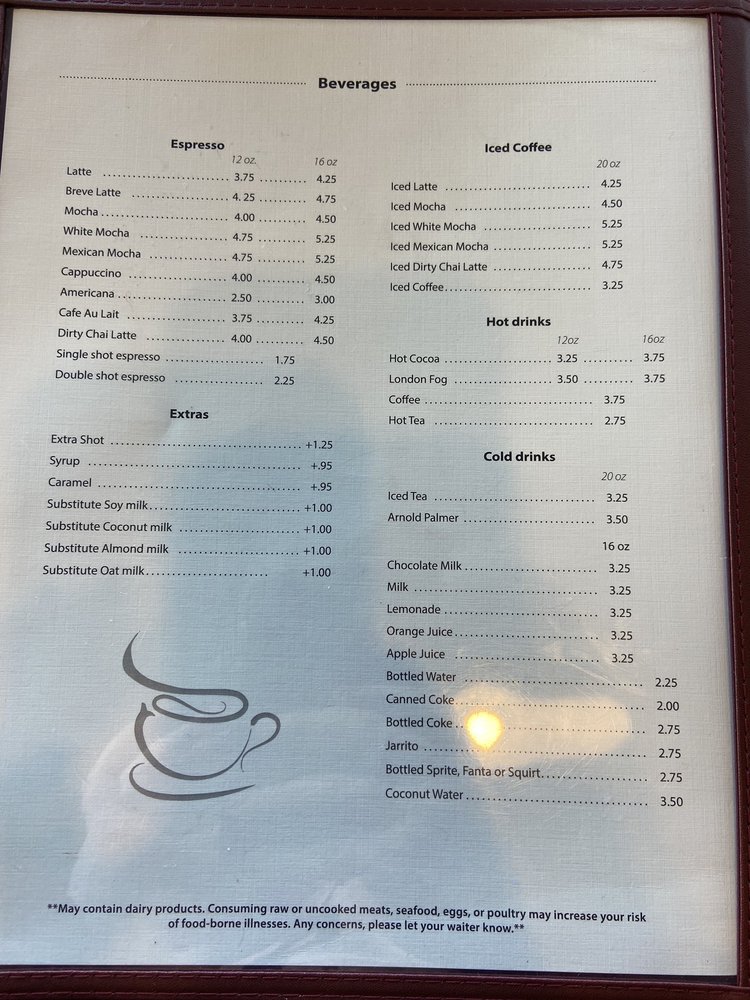 Beverages
Espresso
12 oz. 16 oz
Latte 3.75 4.25
Breve Latte 4. 25 4.75
Mocha 4.00 4.50
White Mocha 4.75 5.25
Mexican Mocha 4.75 5.25
Cappuccino 4.00 4.50
Americana 2.50 3.00
Cafe Au Lait 3.75 4.25
Dirty Chai Latte 4.00 4.50
Single shot espresso 1.75
Double shot espresso 2.25
Extras
Extra Shot +1.25
Syrup +.95
Caramel +.95
Substitute Soy milk +1.00
Substitute Coconut milk +1.00
Substitute Almond milk +1.00
Substitute Oat milk +1.00
Iced Coffee
20 oz
Iced Latte 4.25
Iced Mocha 4.50
Iced White Mocha 5.25
Iced Mexican Mocha 5.25
Iced Dirty Chai Latte 4.75
Iced Coffee 3.25
Hot drinks
12oz 16oz
Hot Cocoa 3.25 3.75
London Fog 3.50 3.75
Coffee 3.75
Hot Tea 2.75
Cold drinks
20 oz
Iced Tea 3.25
Arnold Palmer 3.50
16 oz
Chocolate Milk 3.25
Milk 3.25
Lemonade 3.25
Orange Juice 3.25
Apple Juice 3.25
Bottled Water 2.25
Canned Coke 2.00
Bottled Coke 2.75
Jarrito 2.75
Bottled Sprite, Fanta or Squirt 2.75
Coconut Water 3.50
**May contain dairy products. Consuming raw or uncooked meats, seafood, eggs, or poultry may increase your risk
of food-borne illnesses. Any concerns, please let your waiter know.**